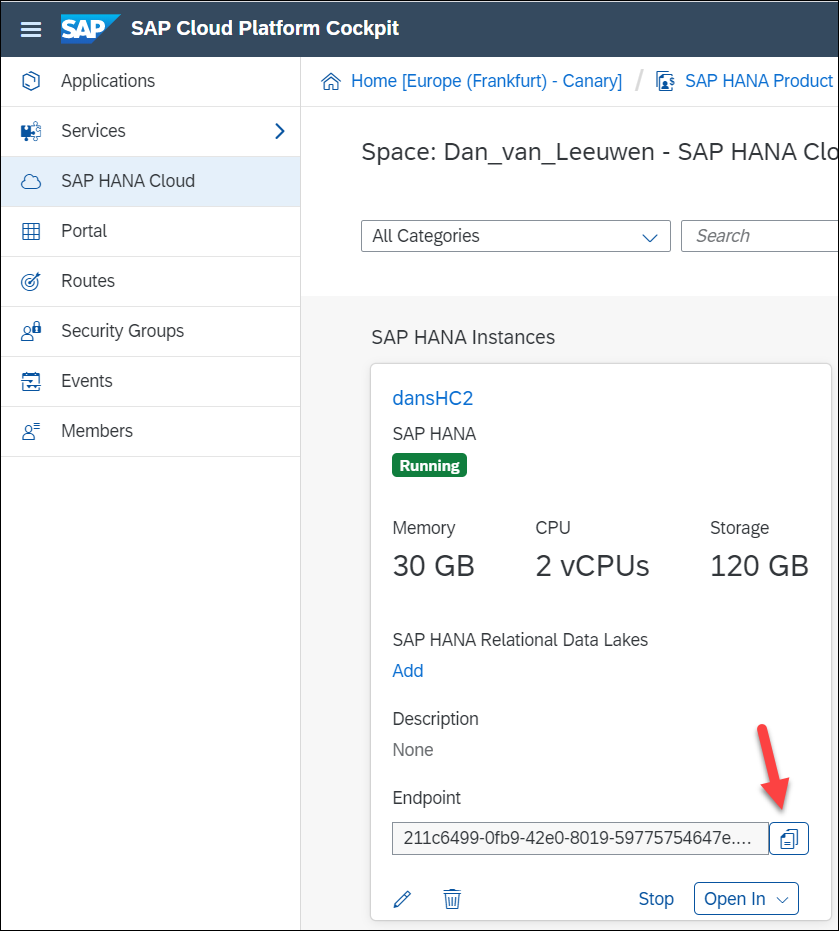 SAP SAP Cloud Platform Cockpit
Applications
Services
SAP HANA Cloud
Portal
Routes
Security Groups
Events
Members
Home [Europe (Frankfurt) - Canary] / SAP HANA Product
Space: Dan_van_Leeuwen - SAP HANA Clo
All Categories Search
SAP HANA Instances
dansHC2
SAP HANA
Running
Memory CPU Storage
30 GB 2 vCPUs 120 GB
SAP HANA Relational Data Lakes
Add
Description
None
Endpoint
211c6499-0fb9-42e0-8019-59775754647e....
Stop Open In